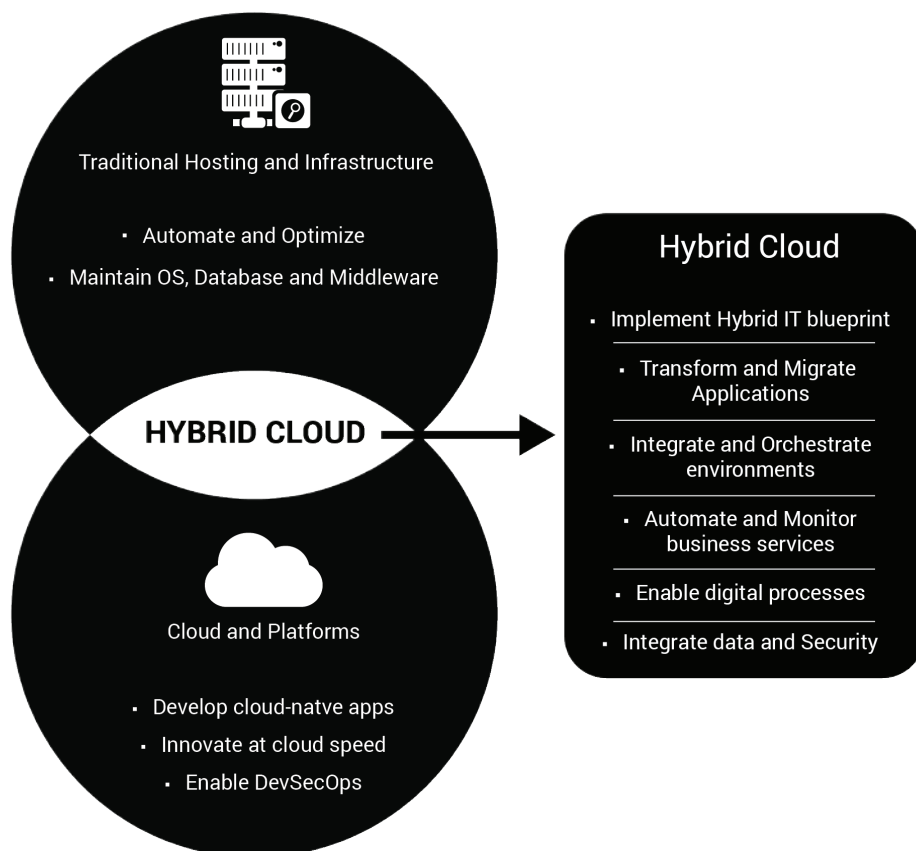 Traditional Hosting and Infrastructure
▪ Automate and Optimize
▪ Maintain OS, Database and Middleware
HYBRID CLOUD
Cloud and Platforms
▪ Develop cloud-natve apps
▪ Innovate at cloud speed
▪ Enable DevSecOps
Hybrid Cloud
▪ Implement Hybrid IT blueprint
▪ Transform and Migrate
Applications
▪ Integrate and Orchestrate
environments
▪ Automate and Monitor
business services
▪ Enable digital processes
▪ Integrate data and Security